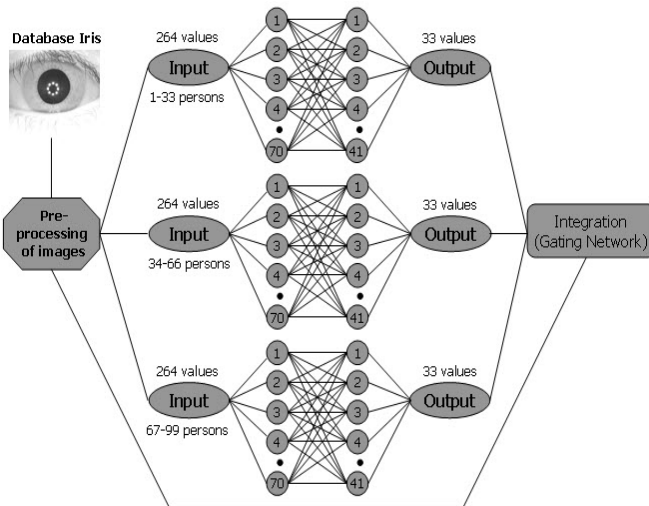 Database Iris
Pre-
processing
of images
264 values
Input
1-33 persons
1
2
3
4
70
1
2
3
4
41
33 values
Output
264 values
Input
34-66 persons
1
2
3
4
70
1
2
3
4
41
33 values
Output
264 values
Input
67-99 persons
1
2
3
4
70
1
2
3
4
41
33 values
Output
Integration
(Gating Network)